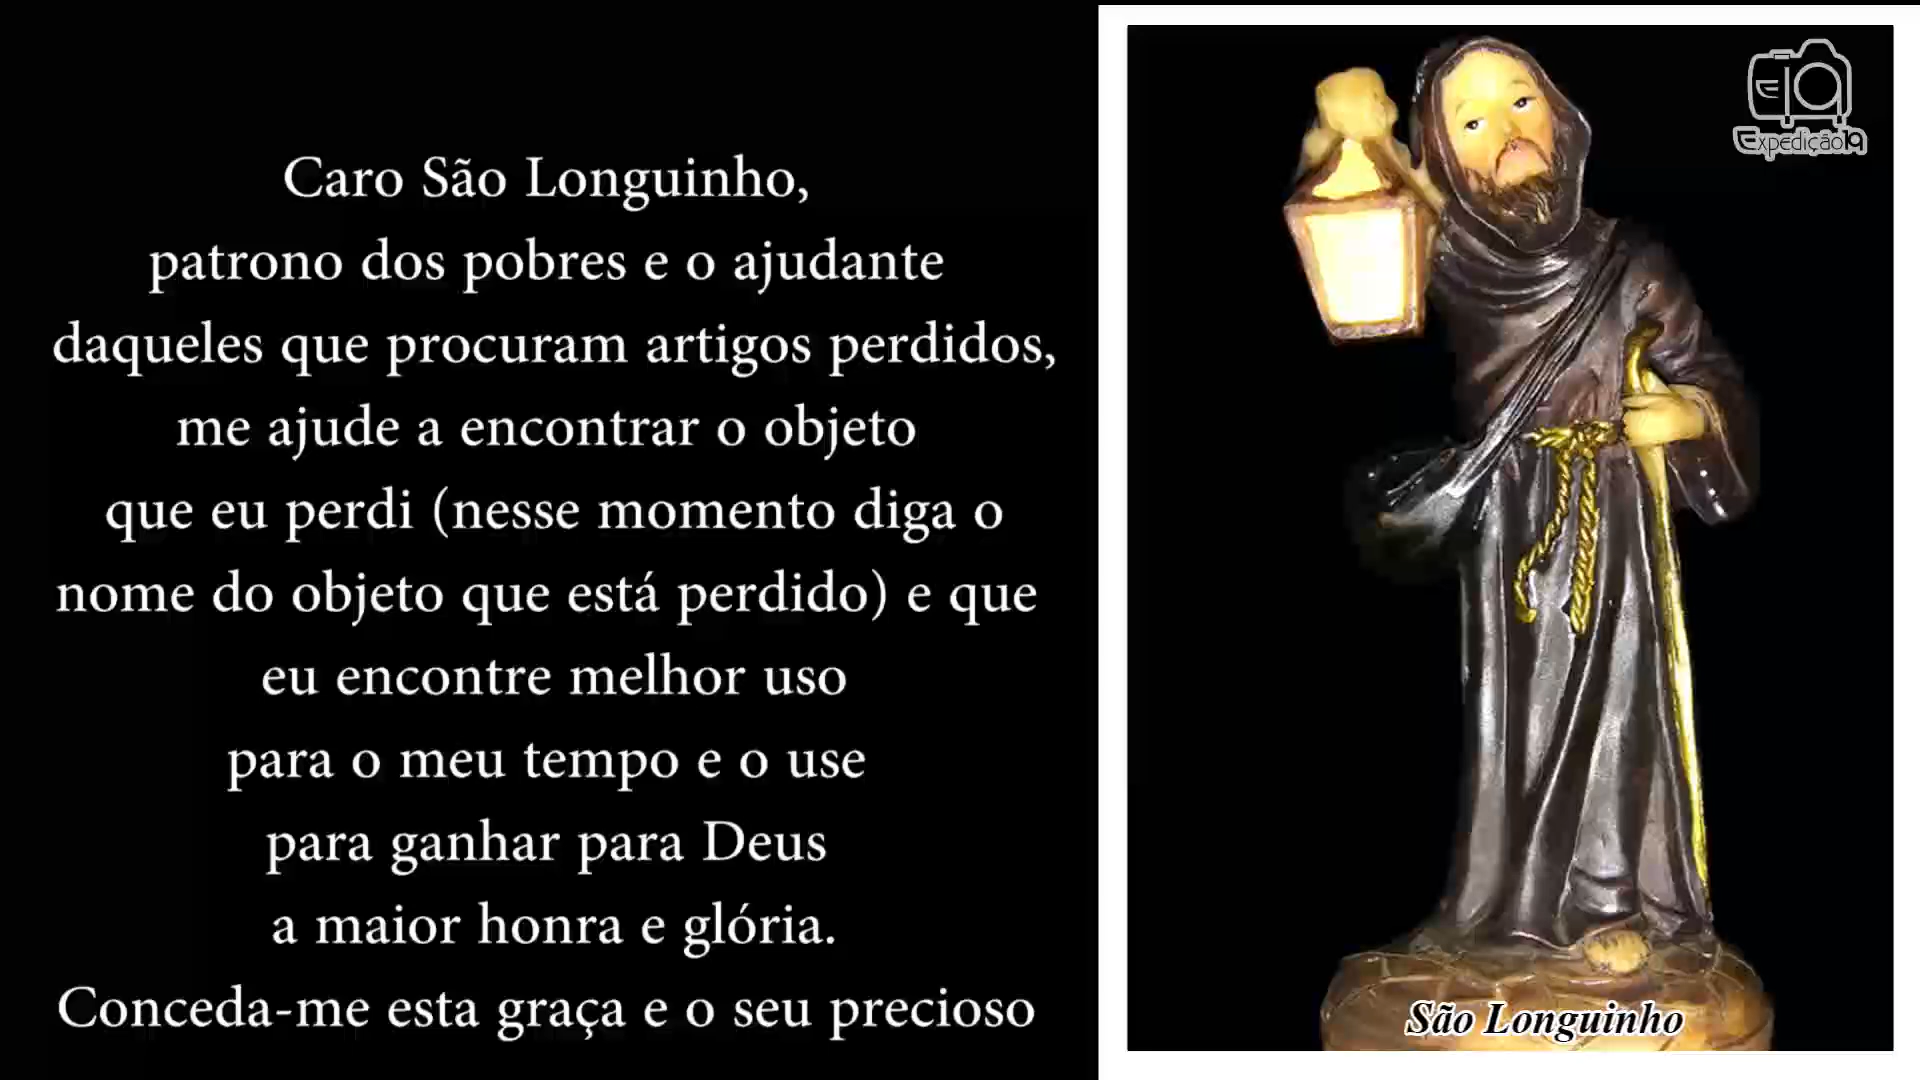 Caro São Longuinho,
patrono dos pobres e o ajudante
daqueles que procuram artigos perdidos,
me ajude a encontrar o objeto
que eu perdi (nesse momento diga o
nome do objeto que está perdido) e que
eu encontre melhor uso
para o meu tempo e o use
para ganhar para Deus
a maior honra e glória.
Conceda-me esta graça e o seu precioso
Expedição19
São Longuinho